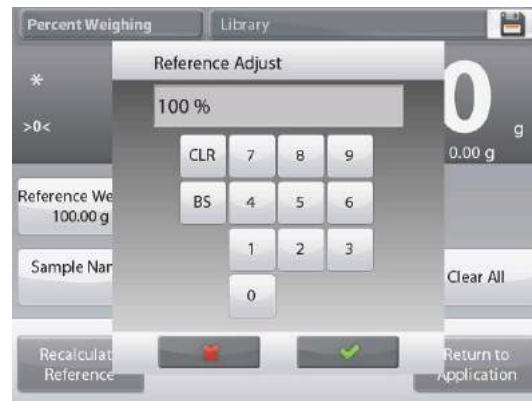 Percent Weighing
Library
Reference Adjust
100 %
*
>0<
0
g
0.00 g
CLR 7 8 9
BS 4 5 6
1 2 3
0
Reference We
100.00 g
Sample Nar
Clear All
Recalculat
Reference
Return to
Application